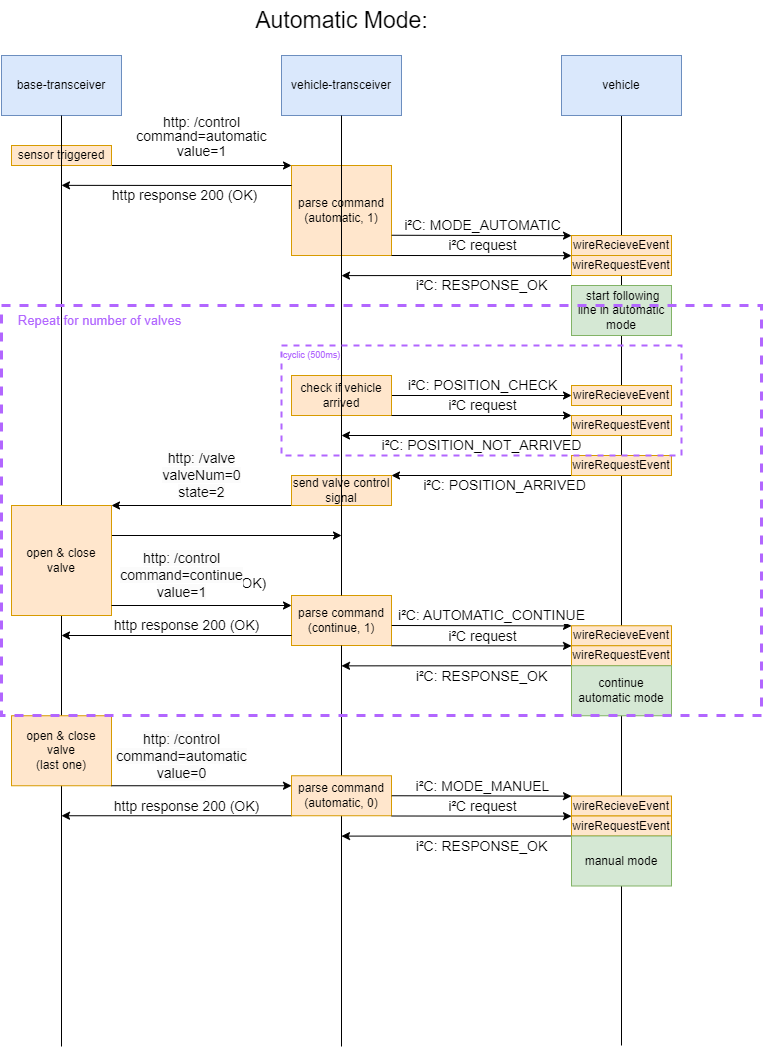 Automatic Mode:
base-transceiver
vehicle-transceiver
vehicle
http: /control
command=automatic
value=1
sensor triggered
http response 200 (OK)
parse command
(automatic, 1)
i²C: MODE_AUTOMATIC
i²C request
wireRecieveEvent
wireRequestEvent
i²C: RESPONSE_OK
start following
line in automatic
mode
Repeat for number of valves
cyclic (500ms)
check if vehicle
arrived
i²C: POSITION_CHECK
i²C request
wireRecieveEvent
wireRequestEvent
i²C: POSITION_NOT_ARRIVED
http: /valve
valveNum=0
state=2
wireRequestEvent
send valve control
signal
i²C: POSITION_ARRIVED
open & close
valve
http: /control
command=continue
value=1
OK)
parse command
(continue, 1)
http response 200 (OK)
i²C: AUTOMATIC_CONTINUE
i²C request
wireRecieveEvent
wireRequestEvent
i²C: RESPONSE_OK
continue
automatic mode
open & close
valve
(last one)
http: /control
command=automatic
value=0
parse command
(automatic, 0)
http response 200 (OK)
i²C: MODE_MANUEL
i²C request
wireRecieveEvent
wireRequestEvent
i²C: RESPONSE_OK
manual mode